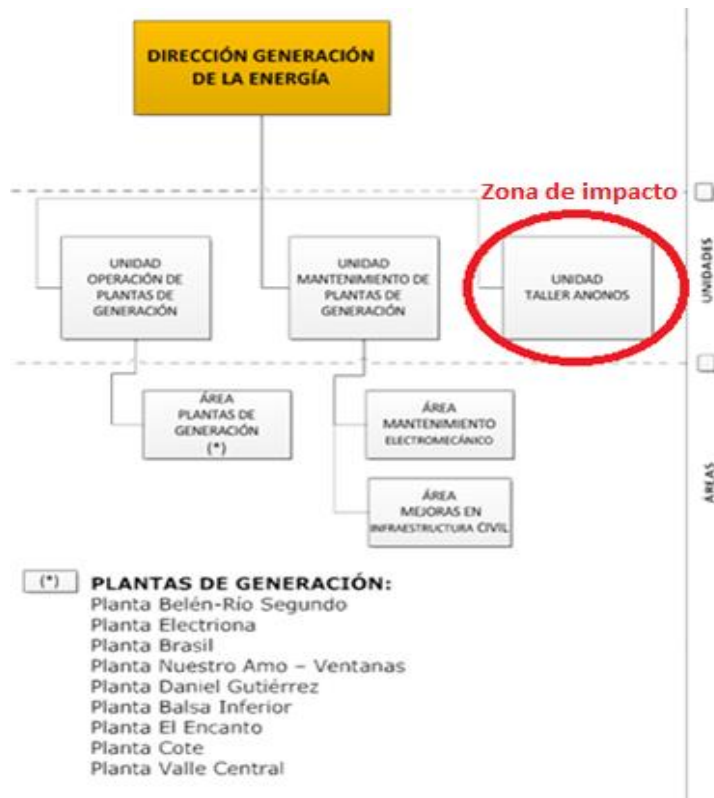 DIRECCIÓN GENERACIÓN
DE LA ENERGÍA
Zona de impacto
UNIDAD
OPERACIÓN DE
PLANTAS DE
GENERACIÓN
UNIDAD
MANTENIMIENTO DE
PLANTAS DE
GENERACIÓN
UNIDAD
TALLER ANONOS
UNIDADES
ÁREA
PLANTAS DE
GENERACIÓN
(*)
ÁREA
MANTENIMIENTO
ELECTROMECÁNICO
ÁREA
MEJORAS EN
INFRAESTRUCTURA CIVIL
ÁREAS
(*) PLANTAS DE GENERACIÓN:
Planta Belén-Río Segundo
Planta Electriona
Planta Brasil
Planta Nuestro Amo – Ventanas
Planta Daniel Gutiérrez
Planta Balsa Inferior
Planta El Encanto
Planta Cote
Planta Valle Central